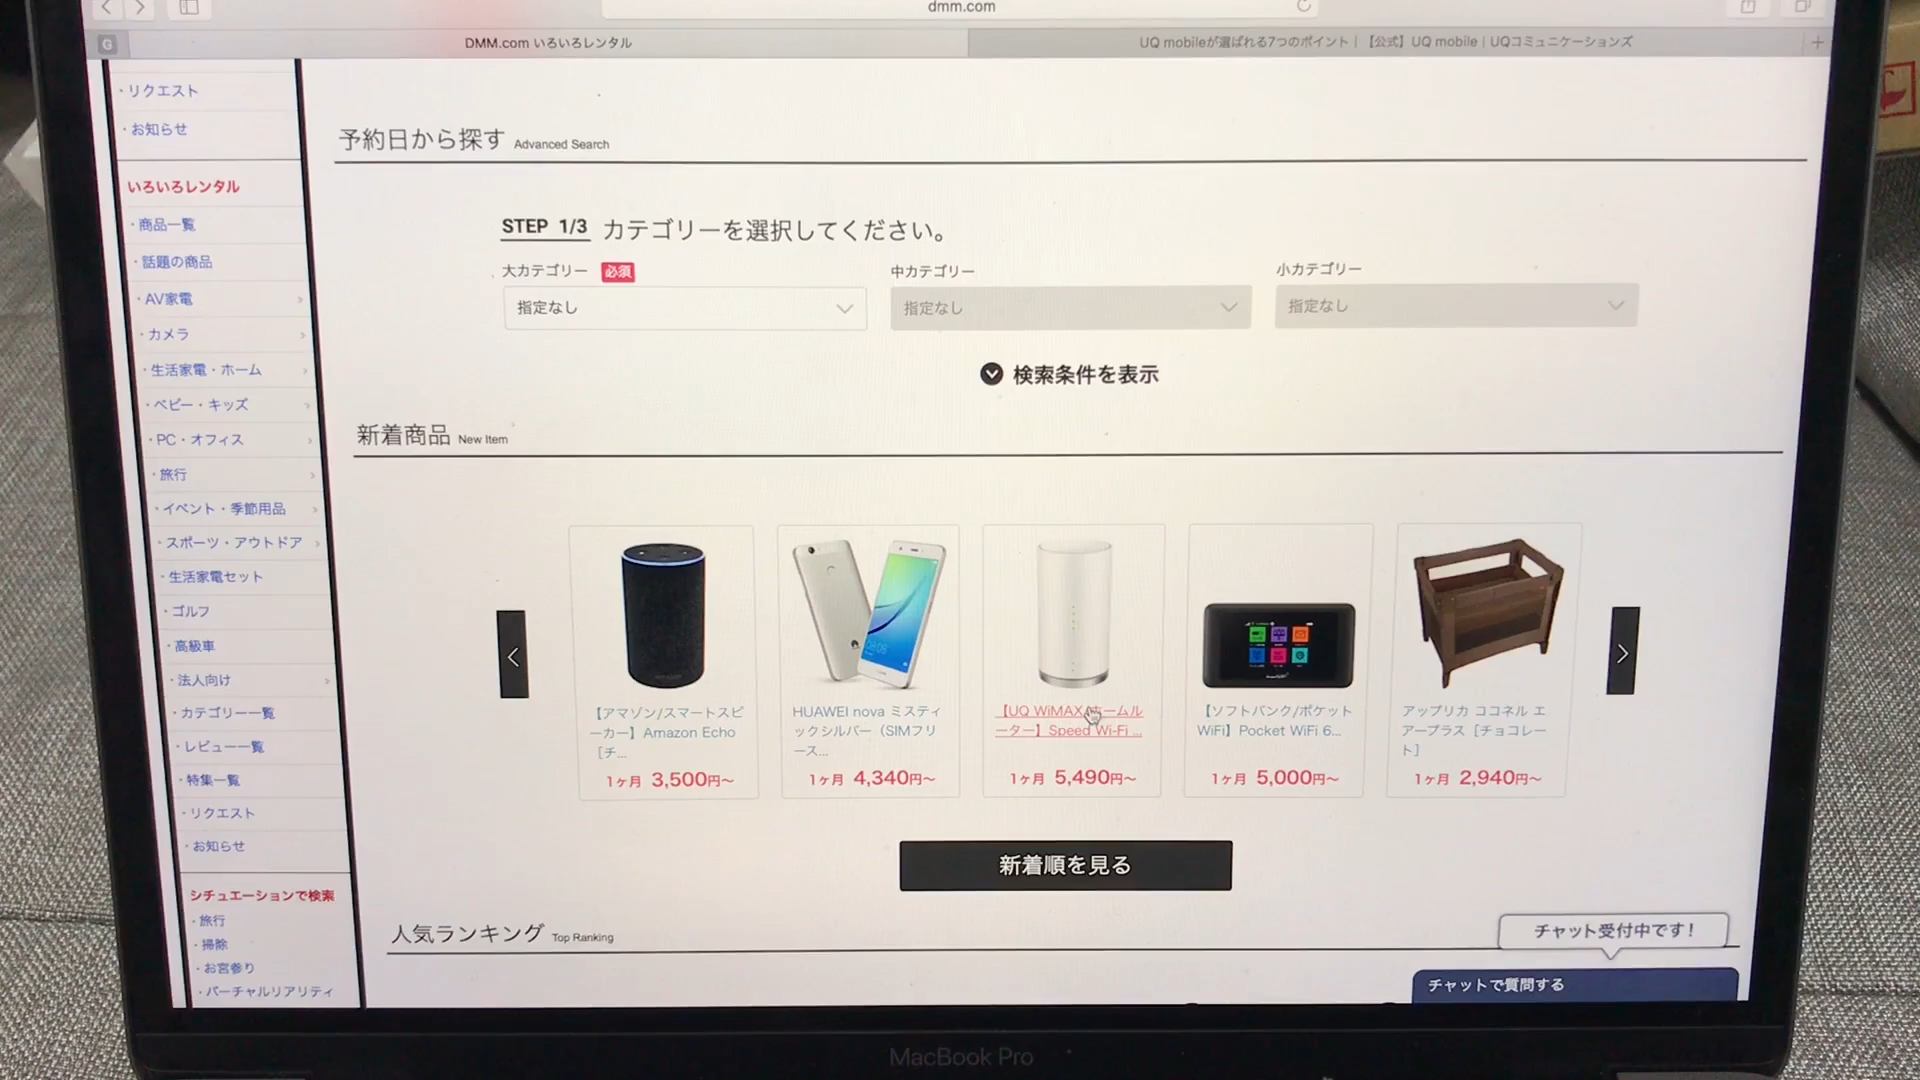 dmm.com
G
DMM.com いろいろレンタル
UQ mobileが選ばれる7つのポイント｜【公式】UQ mobile｜UQコミュニケーションズ
・リクエスト
・お知らせ
いろいろレンタル
・商品一覧
・話題の商品
・AV家電
・カメラ
・生活家電・ホーム
・ベビー・キッズ
・PC・オフィス
・旅行
・イベント・季節用品
・スポーツ・アウトドア
・生活家電セット
・ゴルフ
・高級車
・法人向け
・カテゴリー一覧
・レビュー一覧
・特集一覧
・リクエスト
・お知らせ
シチュエーションで検索
・旅行
・掃除
・お宮参り
・バーチャルリアリティ
予約日から探す Advanced Search
STEP 1/3 カテゴリーを選択してください。
大カテゴリー 必須
指定なし
中カテゴリー
指定なし
小カテゴリー
指定なし
検索条件を表示
新着商品 New Item
【アマゾン/スマートスピ
ーカー】Amazon Echo
［チ...
1ヶ月 3,500円～
HUAWEI nova ミスティ
ックシルバー（SIMフリ
ース...
1ヶ月 4,340円～
【UQ WiMAX/ホームル
ーター】Speed Wi-Fi ...
1ヶ月 5,490円～
【ソフトバンク/ポケット
WiFi】Pocket WiFi 6...
1ヶ月 5,000円～
アップリカ ココネル エ
アープラス［チョコレー
ト］
1ヶ月 2,940円～
新着順を見る
人気ランキング Top Ranking
チャット受付中です！
チャットで質問する
MacBook Pro